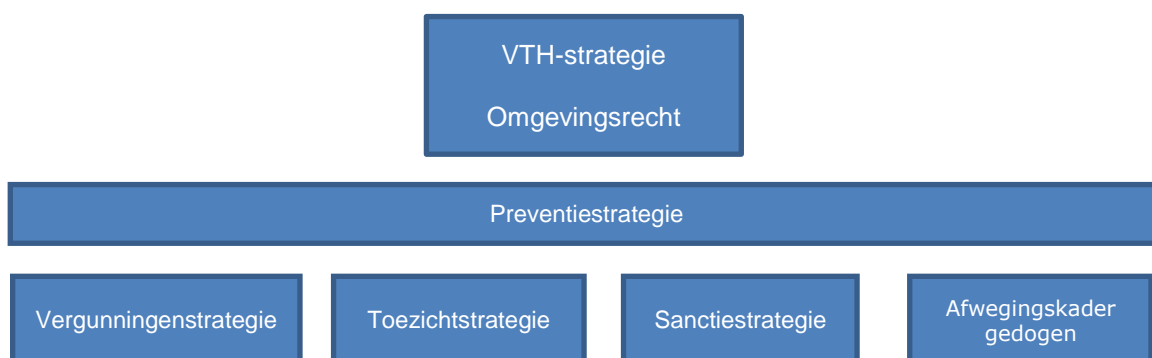 VTH-strategie
Omgevingsrecht
Preventiestrategie
Vergunningenstrategie
Toezichtstrategie
Sanctiestrategie
Afwegingskader
gedogen